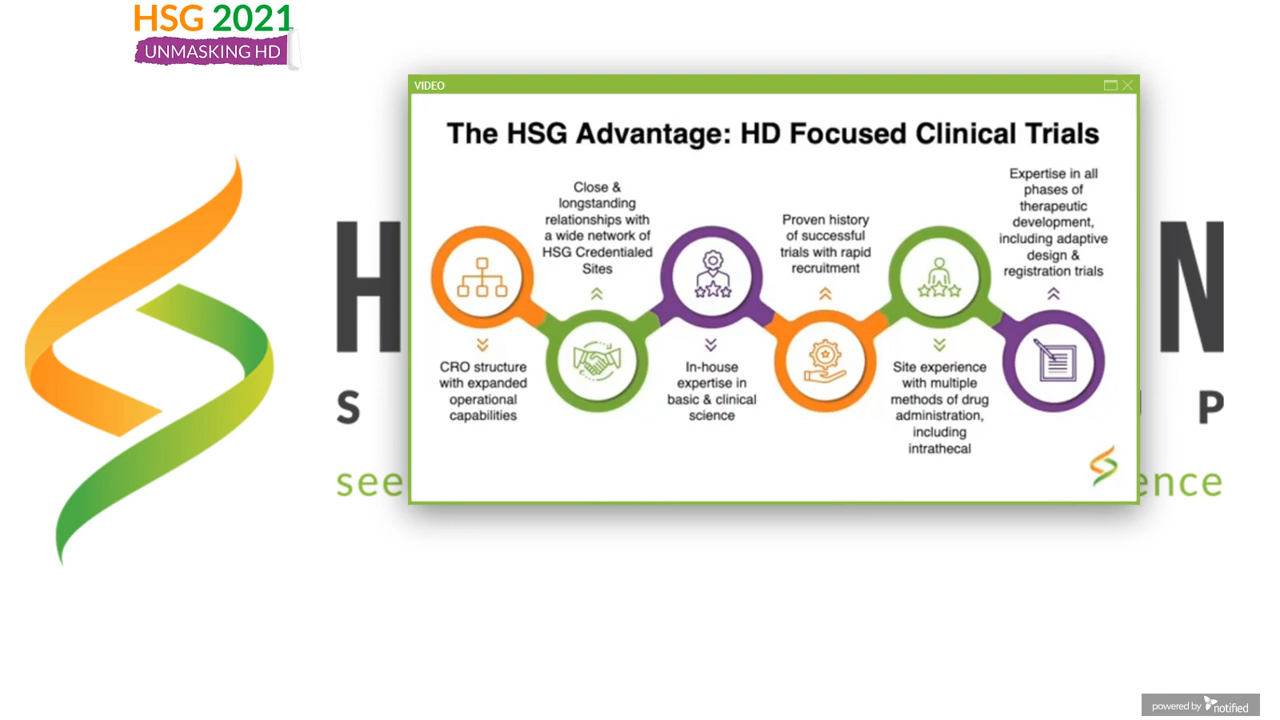 HSG 2021
UNMASKING HD
VIDEO
The HSG Advantage: HD Focused Clinical Trials
CRO structure
with expanded
operational
capabilities
Close &
longstanding
relationships with
a wide network of
HSG Credentialed
Sites
In-house
expertise in
basic & clinical
science
Proven history
of successful
trials with rapid
recruitment
Site experience
with multiple
methods of drug
administration,
including
intrathecal
Expertise in all
phases of
therapeutic
development,
including adaptive
design &
registration trials
H N
S P
see ence
powered by notified